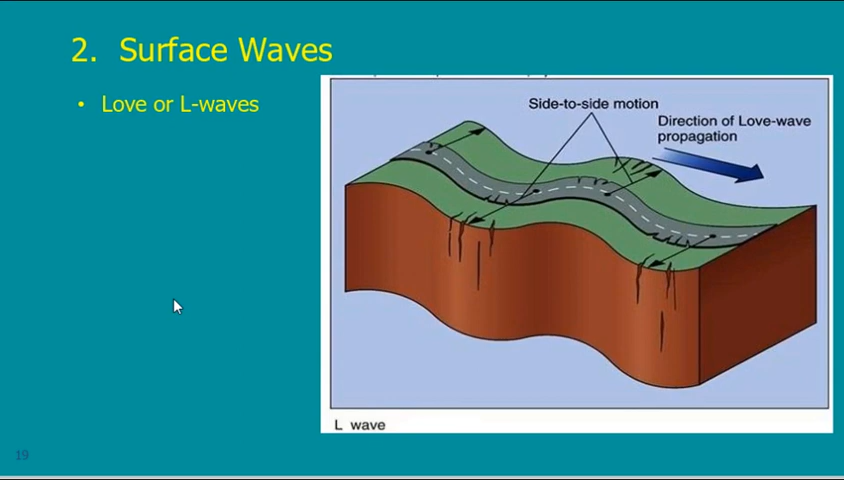 2. Surface Waves
• Love or L-waves
Side-to-side motion
Direction of Love-wave
propagation
L wave
19